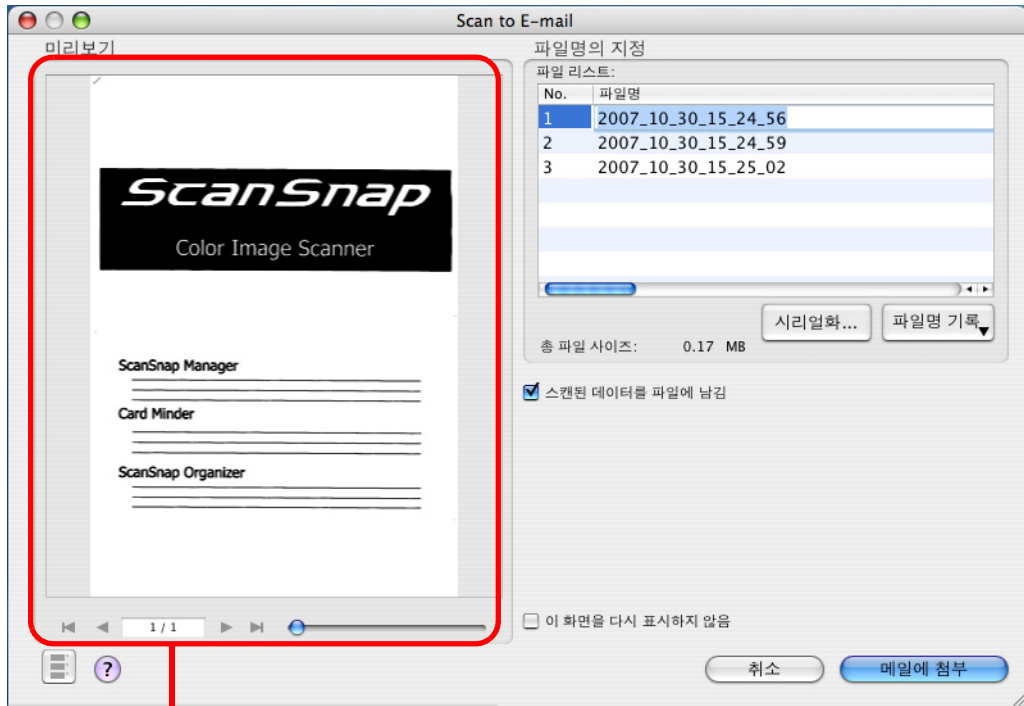 Scan to E-mail
미리보기
ScanSnap
Color Image Scanner
ScanSnap Manager
Card Minder
ScanSnap Organizer
1 / 1
?
파일명의 지정
파일 리스트:
No. 파일명
1 2007_10_30_15_24_56
2 2007_10_30_15_24_59
3 2007_10_30_15_25_02
시리얼화... 파일명 기록
총 파일 사이즈: 0.17 MB
스캔된 데이터를 파일에 남김
이 화면을 다시 표시하지 않음
취소 메일에 첨부